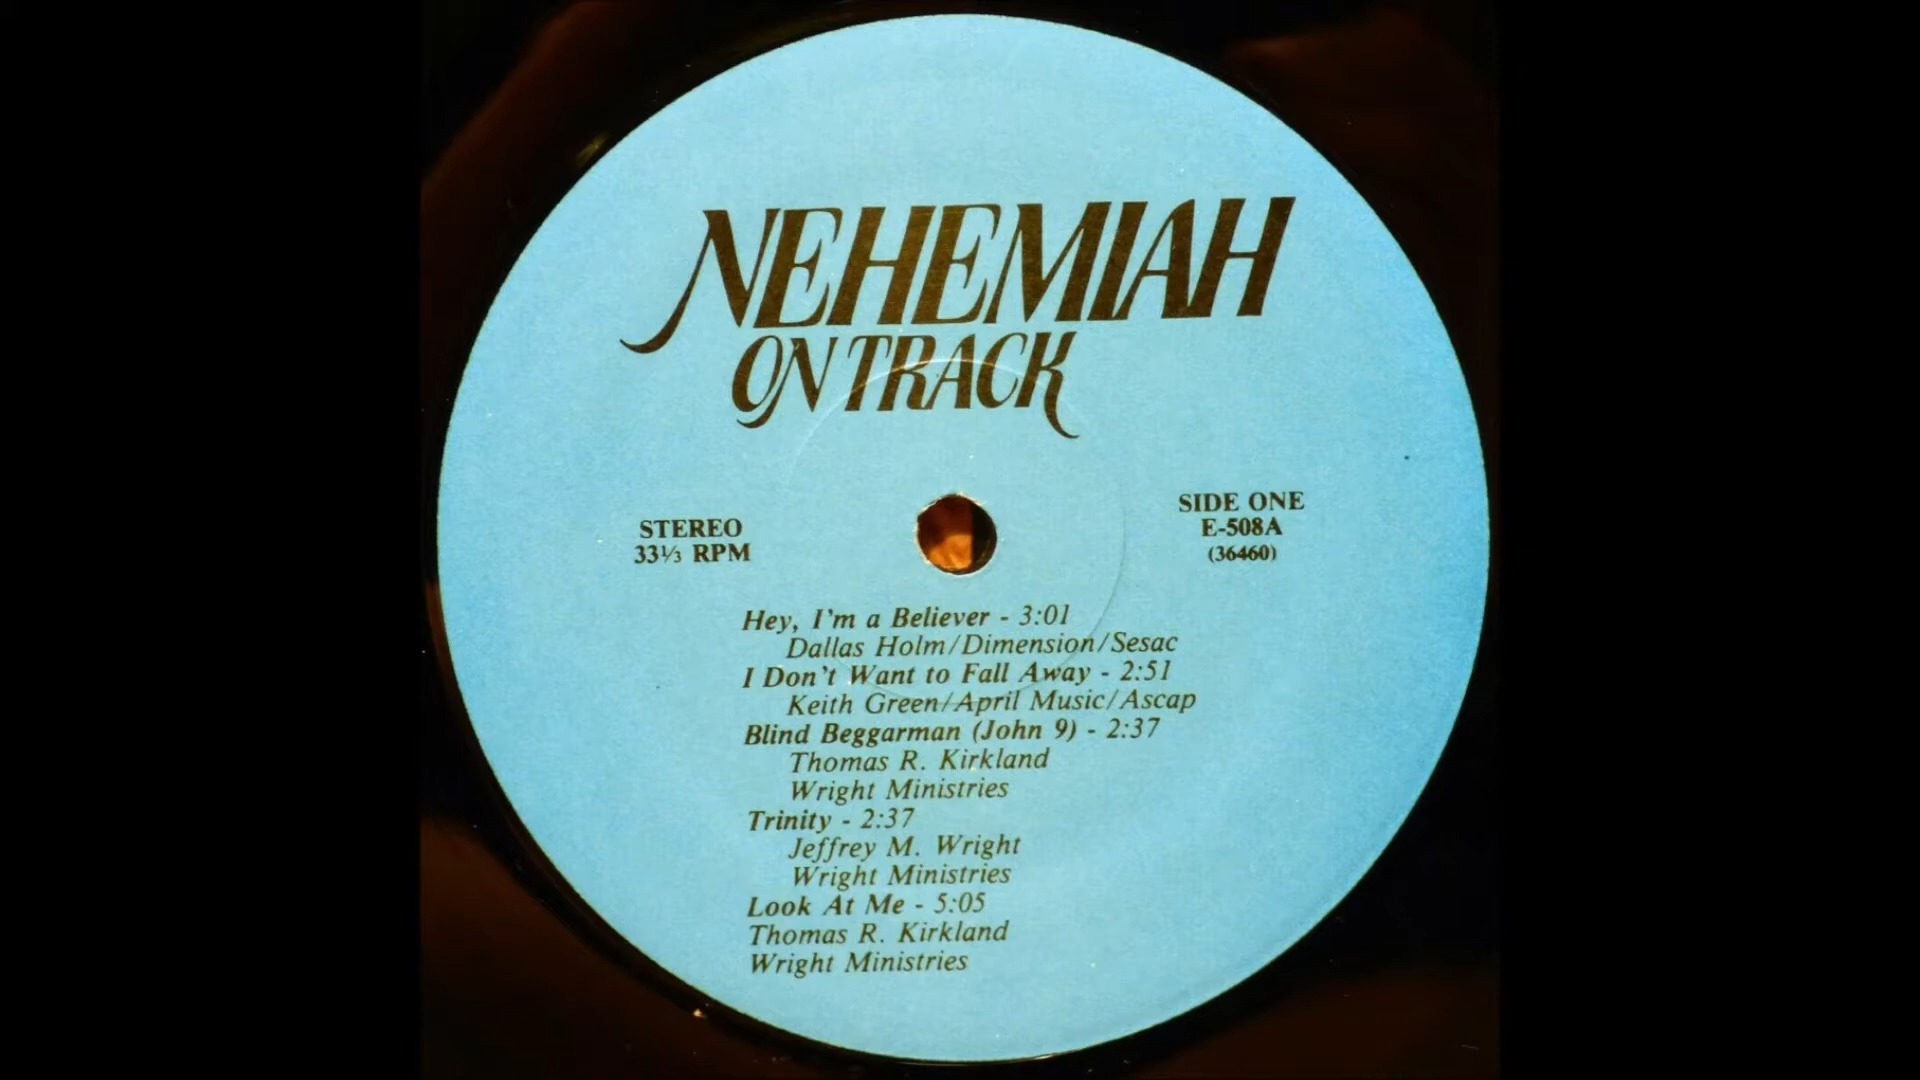 NEHEMIAH
ON TRACK
STEREO
33⅓ RPM
SIDE ONE
E-508A
(36460)
Hey, I'm a Believer - 3:01
Dallas Holm/Dimension/Sesac
I Don't Want to Fall Away - 2:51
Keith Green/April Music/Ascap
Blind Beggarman (John 9) - 2:37
Thomas R. Kirkland
Wright Ministries
Trinity - 2:37
Jeffrey M. Wright
Wright Ministries
Look At Me - 5:05
Thomas R. Kirkland
Wright Ministries